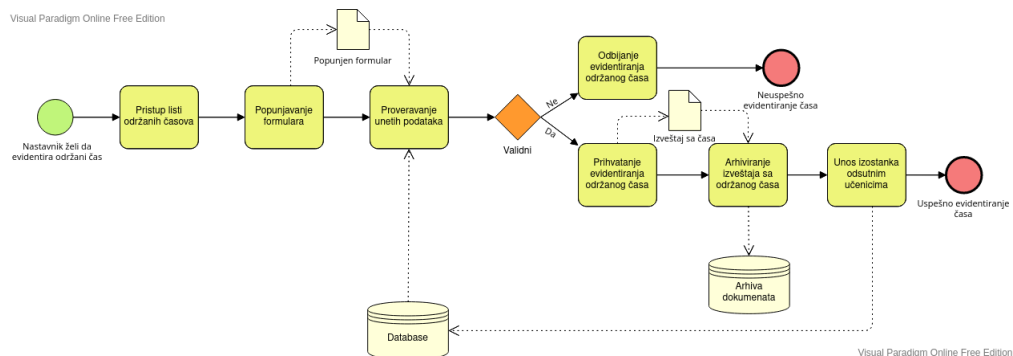 Visual Paradigm Online Free Edition
Popunjen formular
Nastavnik želi da
evidentira održani čas
Pristup listi
održanih časova
Popunjavanje
formulara
Proveravanje
unetih podataka
Validni
Ne
Da
Odbijanje
evidentiranja
održanog časa
Neuspešno
evidentiranje časa
Izveštaj sa časa
Prihvatanje
evidentiranja
održanog časa
Arhiviranje
izveštaja sa
održanog časa
Unos izostanka
odsutnim
učenicima
Uspešno evidentiranje
časa
Arhiva
dokumenata
Database
Visual Paradigm Online Free Edition